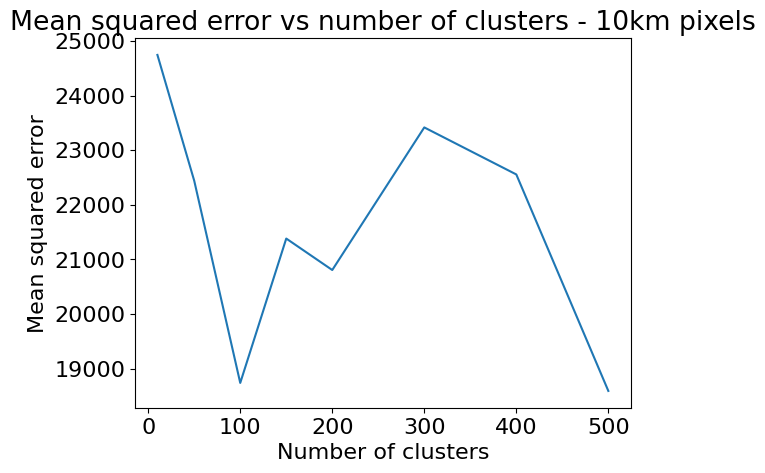 Mean squared error vs number of clusters - 10km pixels
25000
24000
23000
22000
21000
20000
19000
Mean squared error
0 100 200 300 400 500
Number of clusters